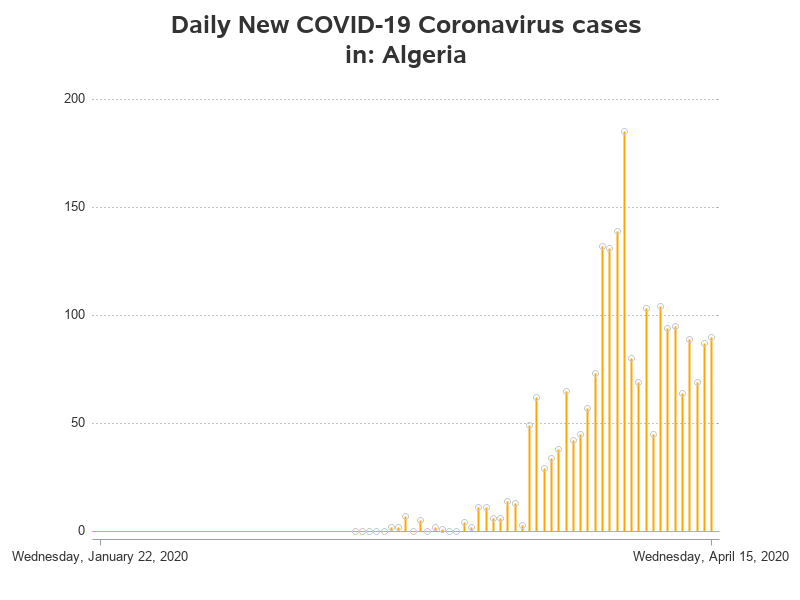 Daily New COVID-19 Coronavirus cases
in: Algeria
200
150
100
50
0
Wednesday, January 22, 2020
Wednesday, April 15, 2020